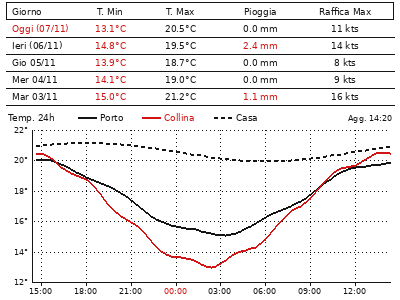 Giorno T. Min T. Max Pioggia Raffica Max
Oggi (07/11) 13.1°C 20.5°C 0.0 mm 11 kts
Ieri (06/11) 14.8°C 19.5°C 2.4 mm 14 kts
Gio 05/11 13.9°C 18.7°C 0.0 mm 8 kts
Mer 04/11 14.1°C 19.0°C 0.0 mm 9 kts
Mar 03/11 15.0°C 21.2°C 1.1 mm 16 kts
Temp. 24h Porto Collina Casa Agg. 14:20
22°
20°
18°
16°
14°
12°
15:00 18:00 21:00 00:00 03:00 06:00 09:00 12:00